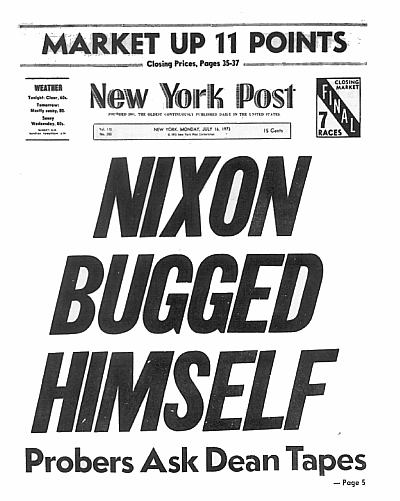 MARKET UP 11 POINTS
Closing Prices, Pages 35-37
WEATHER
Tonight: Clear, 60s.
Tomorrow:
Mostly sunny, 80.
Sunny
Wednesday, 80s.
New York Post
FOUNDED 1801. THE OLDEST CONTINUOUSLY PUBLISHED DAILY IN THE UNITED STATES
Vol. 172
NEW YORK, MONDAY, JULY 16, 1973
15 Cents
CLOSING
MARKET
FINAL
7
RACES
NIXON
BUGGED
HIMSELF
Probers Ask Dean Tapes
— Page 5